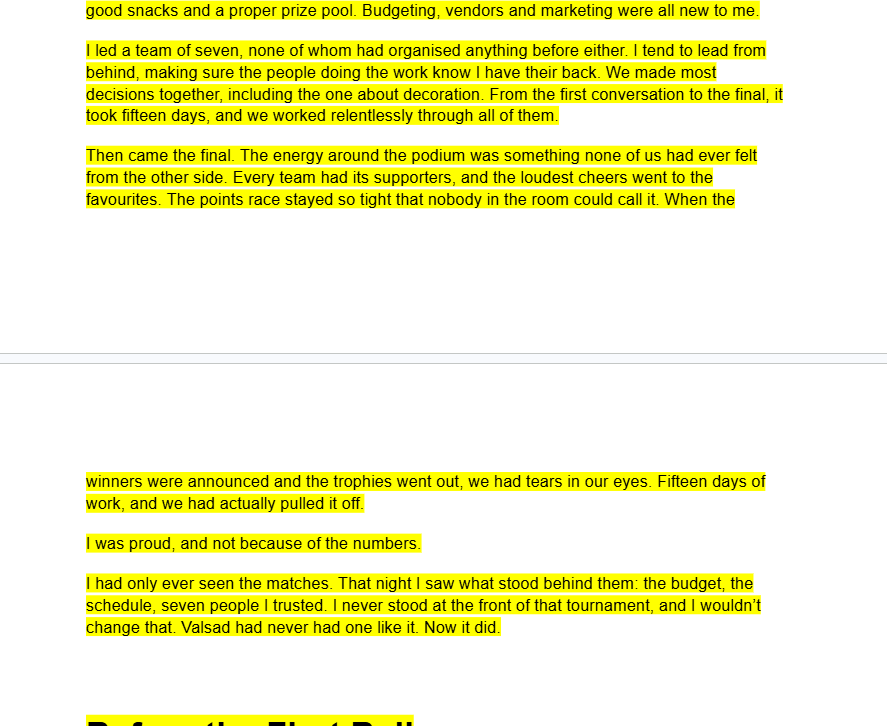 good snacks and a proper prize pool. Budgeting, vendors and marketing were all new to me.
I led a team of seven, none of whom had organised anything before either. I tend to lead from
behind, making sure the people doing the work know I have their back. We made most
decisions together, including the one about decoration. From the first conversation to the final, it
took fifteen days, and we worked relentlessly through all of them.
Then came the final. The energy around the podium was something none of us had ever felt
from the other side. Every team had its supporters, and the loudest cheers went to the
favourites. The points race stayed so tight that nobody in the room could call it. When the
winners were announced and the trophies went out, we had tears in our eyes. Fifteen days of
work, and we had actually pulled it off.
I was proud, and not because of the numbers.
I had only ever seen the matches. That night I saw what stood behind them: the budget, the
schedule, seven people I trusted. I never stood at the front of that tournament, and I wouldn’t
change that. Valsad had never had one like it. Now it did.